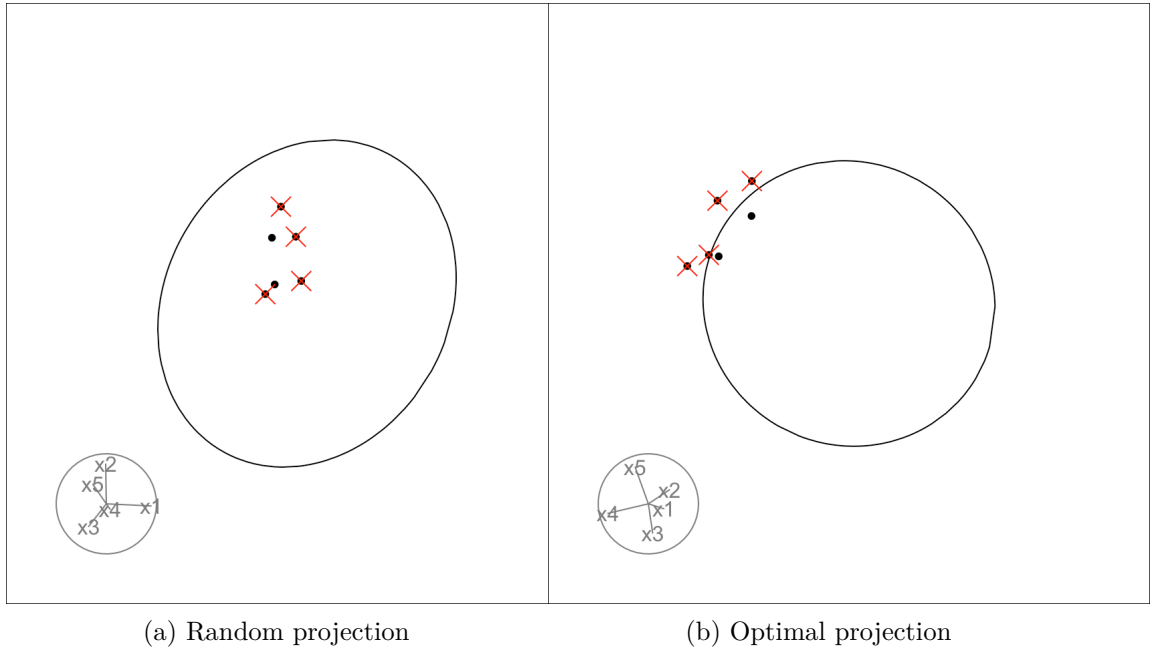 x2
x5
x4
x1
x3
x5
x2
x1
x4
x3
(a) Random projection
(b) Optimal projection